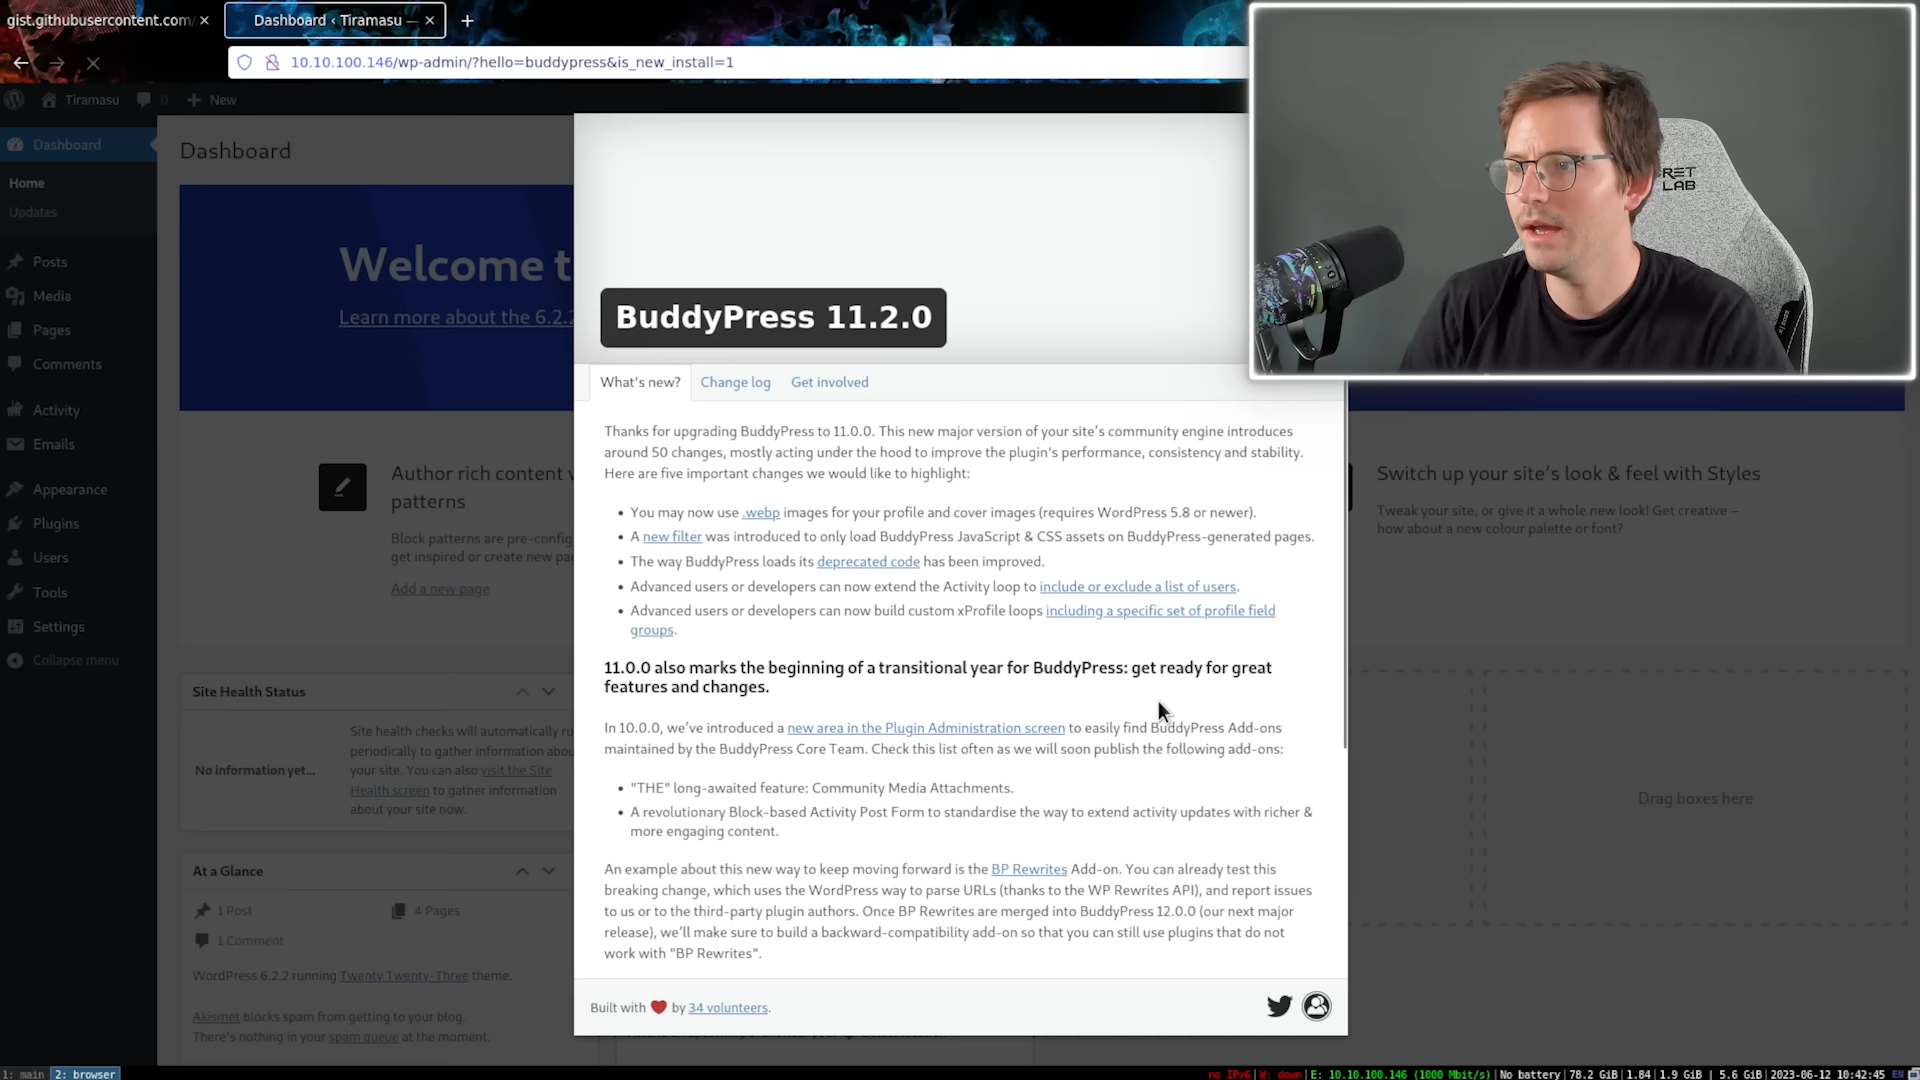 gist.githubusercontent.com/
Dashboard ‹ Tiramasu —
10.10.100.146/wp-admin/?hello=buddypress&is_new_install=1
Tiramasu
0
New
Dashboard
Home
Updates
Posts
Media
Pages
Comments
Activity
Emails
Appearance
Plugins
Users
Tools
Settings
Collapse menu
Dashboard
Welcome t
Learn more about the 6.2.2
Author rich content
patterns
Block patterns are pre-config
get inspired or create new pa
Add a new page
Site Health Status
No information yet...
Site health checks will automatically ru
periodically to gather information abou
your site. You can also visit the Site
Health screen to gather information
about your site now.
At a Glance
1 Post
4 Pages
1 Comment
WordPress 6.2.2 running Twenty Twenty-Three theme.
Akismet blocks spam from getting to your blog.
There's nothing in your spam queue at the moment.
BuddyPress 11.2.0
What's new?
Change log
Get involved
Thanks for upgrading BuddyPress to 11.0.0. This new major version of your site's community engine introduces
around 50 changes, mostly acting under the hood to improve the plugin's performance, consistency and stability.
Here are five important changes we would like to highlight:
• You may now use .webp images for your profile and cover images (requires WordPress 5.8 or newer).
• A new filter was introduced to only load BuddyPress JavaScript & CSS assets on BuddyPress-generated pages.
• The way BuddyPress loads its deprecated code has been improved.
• Advanced users or developers can now extend the Activity loop to include or exclude a list of users.
• Advanced users or developers can now build custom xProfile loops including a specific set of profile field
groups.
11.0.0 also marks the beginning of a transitional year for BuddyPress: get ready for great
features and changes.
In 10.0.0, we've introduced a new area in the Plugin Administration screen to easily find BuddyPress Add-ons
maintained by the BuddyPress Core Team. Check this list often as we will soon publish the following add-ons:
• "THE" long-awaited feature: Community Media Attachments.
• A revolutionary Block-based Activity Post Form to standardise the way to extend activity updates with richer &
more engaging content.
An example about this new way to keep moving forward is the BP Rewrites Add-on. You can already test this
breaking change, which uses the WordPress way to parse URLs (thanks to the WP Rewrites API), and report issues
to us or to the third-party plugin authors. Once BP Rewrites are merged into BuddyPress 12.0.0 (our next major
release), we'll make sure to build a backward-compatibility add-on so that you can still use plugins that do not
work with "BP Rewrites".
Built with ❤ by 34 volunteers.
Switch up your site's look & feel with Styles
Tweak your site, or give it a whole new look! Get creative –
how about a new colour palette or font?
Drag boxes here
RET
LAB
1: main
2: browser
no IPv6|W: down|E: 10.10.100.146 (1000 Mbit/s)|No battery|78.2 GiB|1.84|1.9 GiB | 5.6 GiB|2023-06-12 10:42:45 EN